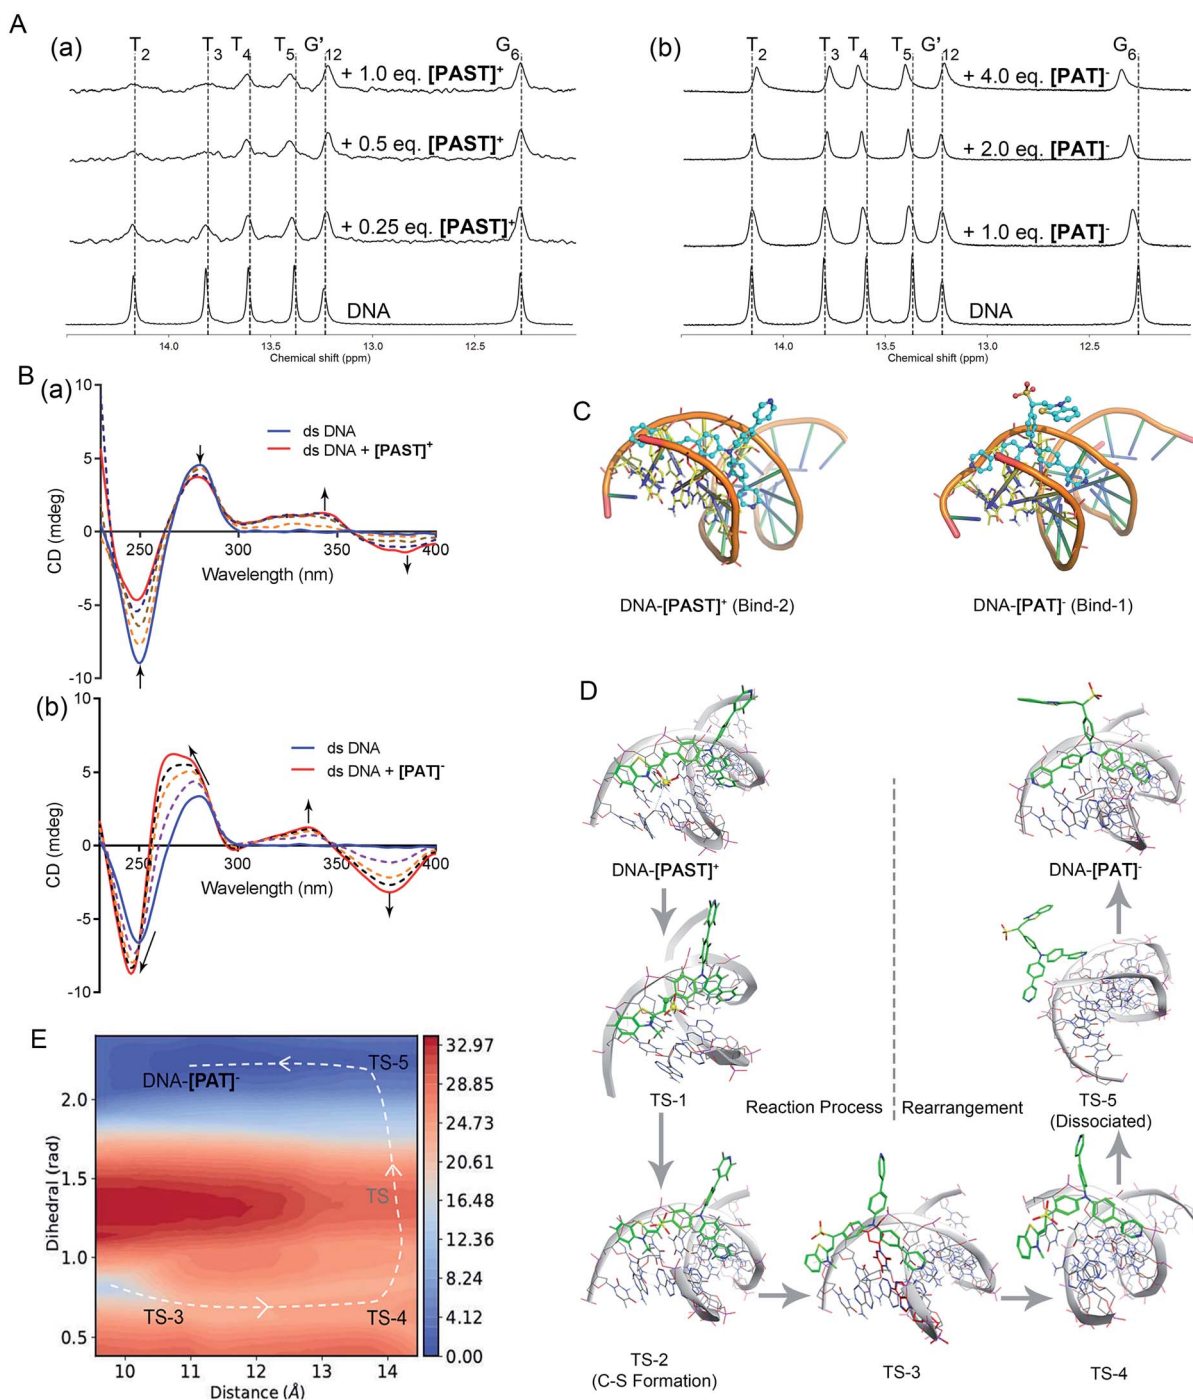 A
(a)
T2 T3 T4 T5 G'12 G6
+ 1.0 eq. [PAST]+
+ 0.5 eq. [PAST]+
+ 0.25 eq. [PAST]+
DNA
14.0 13.5 13.0 12.5
Chemical shift (ppm)
(b)
T2 T3 T4 T5 G'12 G6
+ 4.0 eq. [PAT]-
+ 2.0 eq. [PAT]-
+ 1.0 eq. [PAT]-
DNA
14.0 13.5 13.0 12.5
Chemical shift (ppm)
B
(a)
10
5
0
-5
-10
CD (mdeg)
ds DNA
ds DNA + [PAST]+
250 300 350 400
Wavelength (nm)
(b)
10
5
0
-5
-10
CD (mdeg)
ds DNA
ds DNA + [PAT]-
250 300 350 400
Wavelength (nm)
C
DNA-[PAST]+ (Bind-2)
DNA-[PAT]- (Bind-1)
D
DNA-[PAST]+
DNA-[PAT]-
TS-1
Reaction Process
Rearrangement
TS-5
(Dissociated)
TS-2
(C-S Formation)
TS-3
TS-4
E
DNA-[PAT]-
TS-5
TS
TS-3
TS-4
2.0
1.5
1.0
0.5
Dihedral (rad)
10 11 12 13 14
Distance (Å)
32.97
28.85
24.73
20.61
16.48
12.36
8.24
4.12
0.00